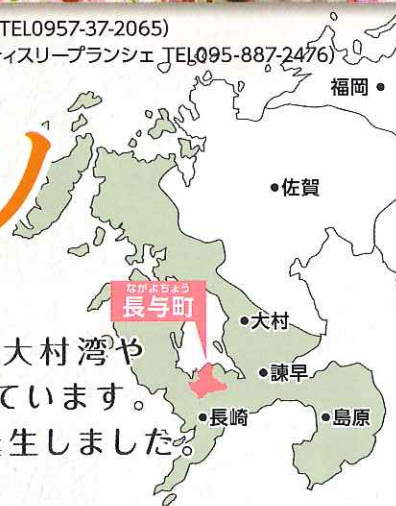 TEL0957-37-2065)
ティスリープランシェ TEL095-887-2476)
福岡
佐賀
ながよちょう
長与町
大村
大村湾や
諫早
ています。
長崎
島原
生しました。